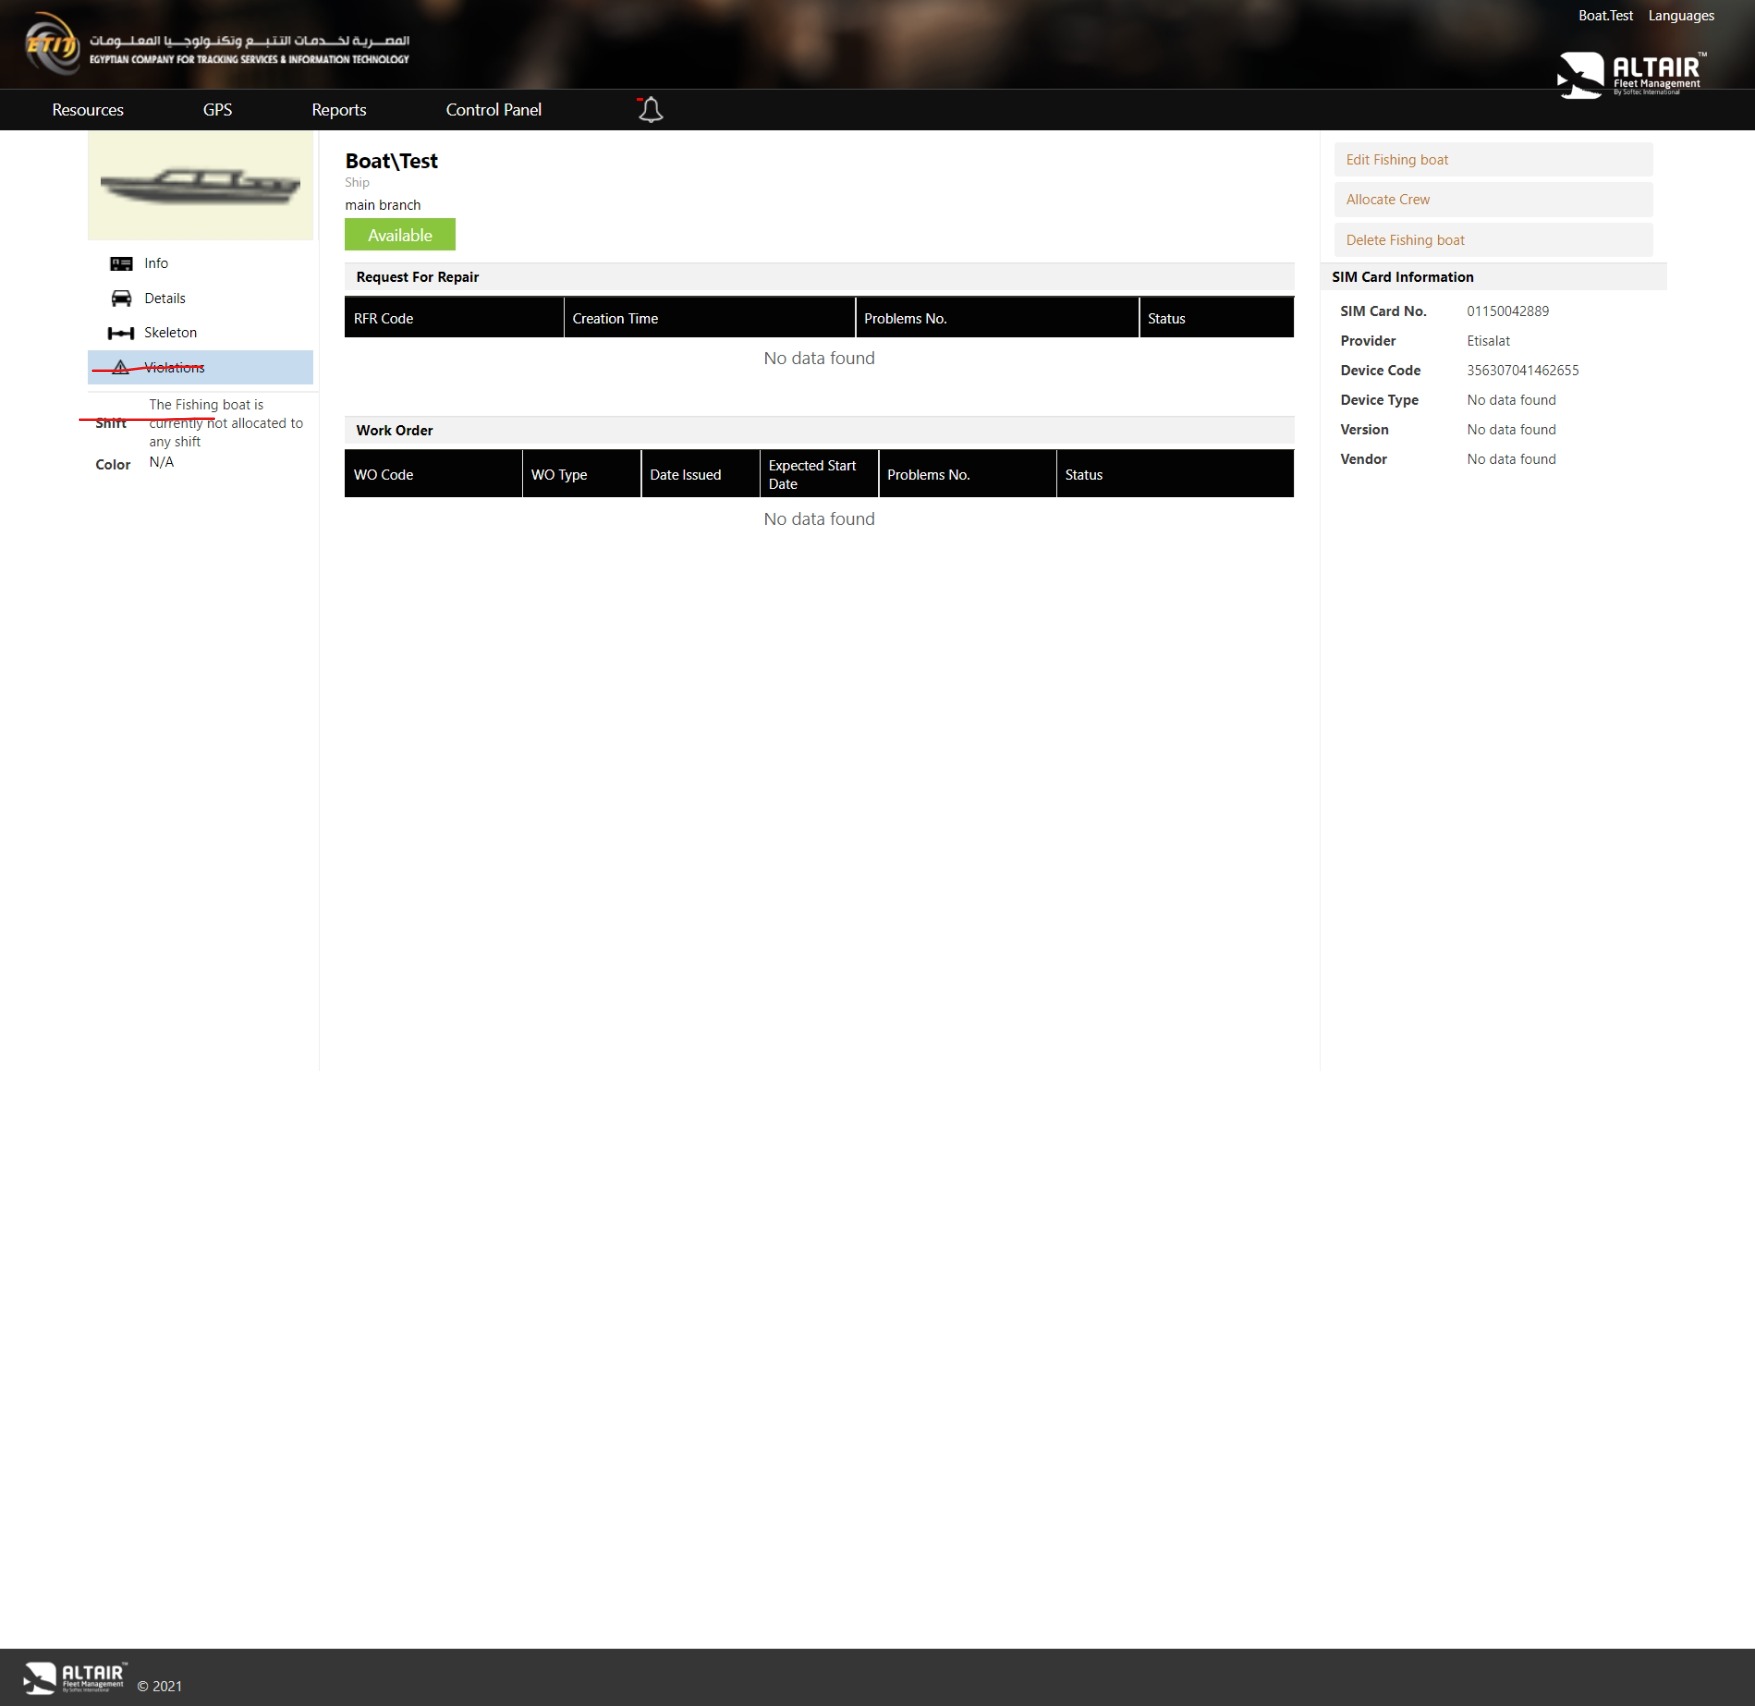 Boat.Test Languages
ETIT
المصرية لخدمات التتبع وتكنولوجيا المعلومات
EGYPTIAN COMPANY FOR TRACKING SERVICES & INFORMATION TECHNOLOGY
ALTAIR™
Fleet Management
By Softec International
Resources GPS Reports Control Panel
Info
Details
Skeleton
Violations
Shift The Fishing boat is
currently not allocated to
any shift
Color N/A
Boat\Test
Ship
main branch
Available
Request For Repair
RFR Code Creation Time Problems No. Status
No data found
Work Order
WO Code WO Type Date Issued Expected Start Date Problems No. Status
No data found
Edit Fishing boat
Allocate Crew
Delete Fishing boat
SIM Card Information
SIM Card No. 01150042889
Provider Etisalat
Device Code 356307041462655
Device Type No data found
Version No data found
Vendor No data found
ALTAIR™
Fleet Management
By Softec International
© 2021